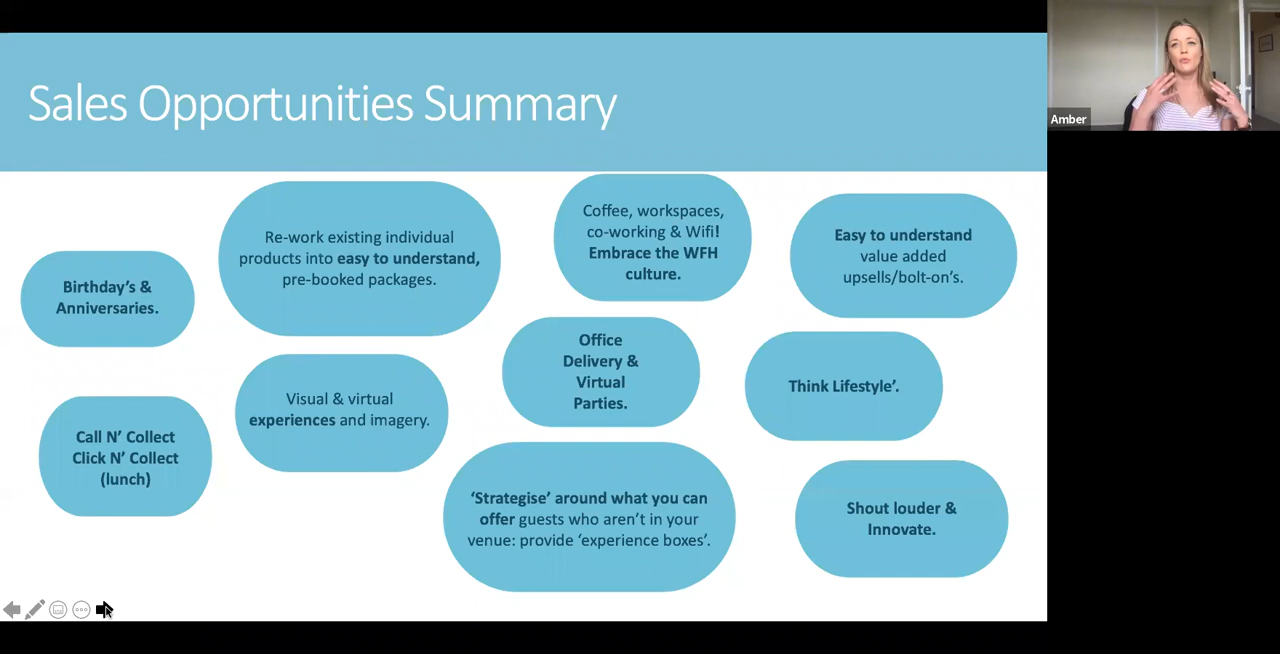 Sales Opportunities Summary
Amber
Birthday's &
Anniversaries.
Re-work existing individual
products into easy to understand,
pre-booked packages.
Coffee, workspaces,
co-working & Wifi!
Embrace the WFH
culture.
Easy to understand
value added
upsells/bolt-on's.
Call N' Collect
Click N' Collect
(lunch)
Visual & virtual
experiences and imagery.
Office
Delivery &
Virtual
Parties.
Think Lifestyle'.
'Strategise' around what you can
offer guests who aren't in your
venue: provide 'experience boxes'.
Shout louder &
Innovate.